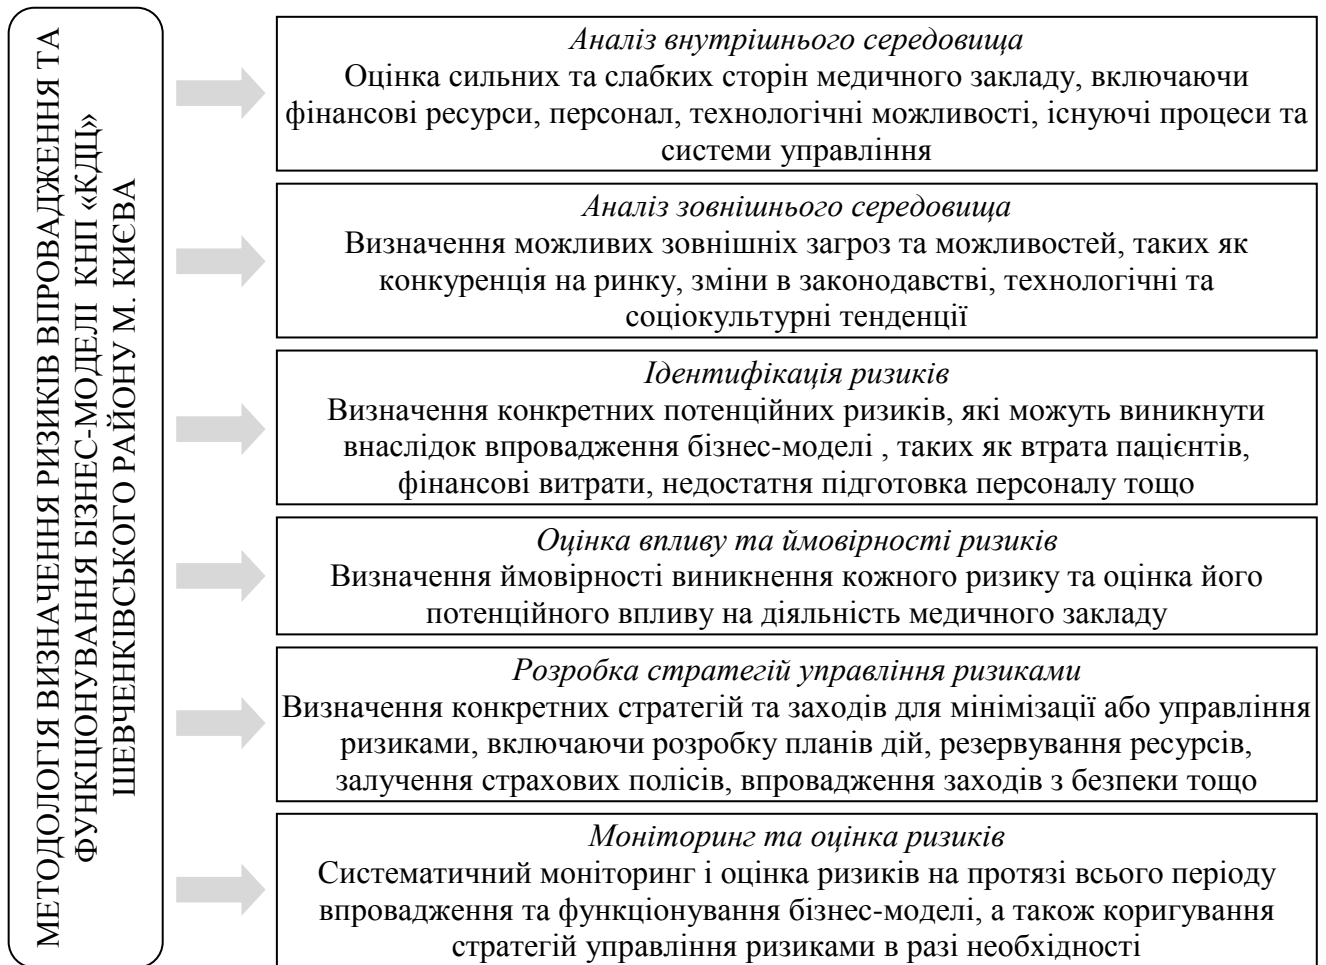 МЕТОДОЛОГІЯ ВИЗНАЧЕННЯ РИЗИКІВ ВПРОВАДЖЕННЯ ТА
ФУНКЦІОНУВАННЯ БІЗНЕС-МОДЕЛІ КНП «КДЦ»
ШЕВЧЕНКІВСЬКОГО РАЙОНУ М. КИЄВА
Аналіз внутрішнього середовища
Оцінка сильних та слабких сторін медичного закладу, включаючи
фінансові ресурси, персонал, технологічні можливості, існуючі процеси та
системи управління
Аналіз зовнішнього середовища
Визначення можливих зовнішніх загроз та можливостей, таких як
конкуренція на ринку, зміни в законодавстві, технологічні та
соціокультурні тенденції
Ідентифікація ризиків
Визначення конкретних потенційних ризиків, які можуть виникнути
внаслідок впровадження бізнес-моделі , таких як втрата пацієнтів,
фінансові витрати, недостатня підготовка персоналу тощо
Оцінка впливу та ймовірності ризиків
Визначення ймовірності виникнення кожного ризику та оцінка його
потенційного впливу на діяльність медичного закладу
Розробка стратегій управління ризиками
Визначення конкретних стратегій та заходів для мінімізації або управління
ризиками, включаючи розробку планів дій, резервування ресурсів,
залучення страхових полісів, впровадження заходів з безпеки тощо
Моніторинг та оцінка ризиків
Систематичний моніторинг і оцінка ризиків на протязі всього періоду
впровадження та функціонування бізнес-моделі, а також коригування
стратегій управління ризиками в разі необхідності